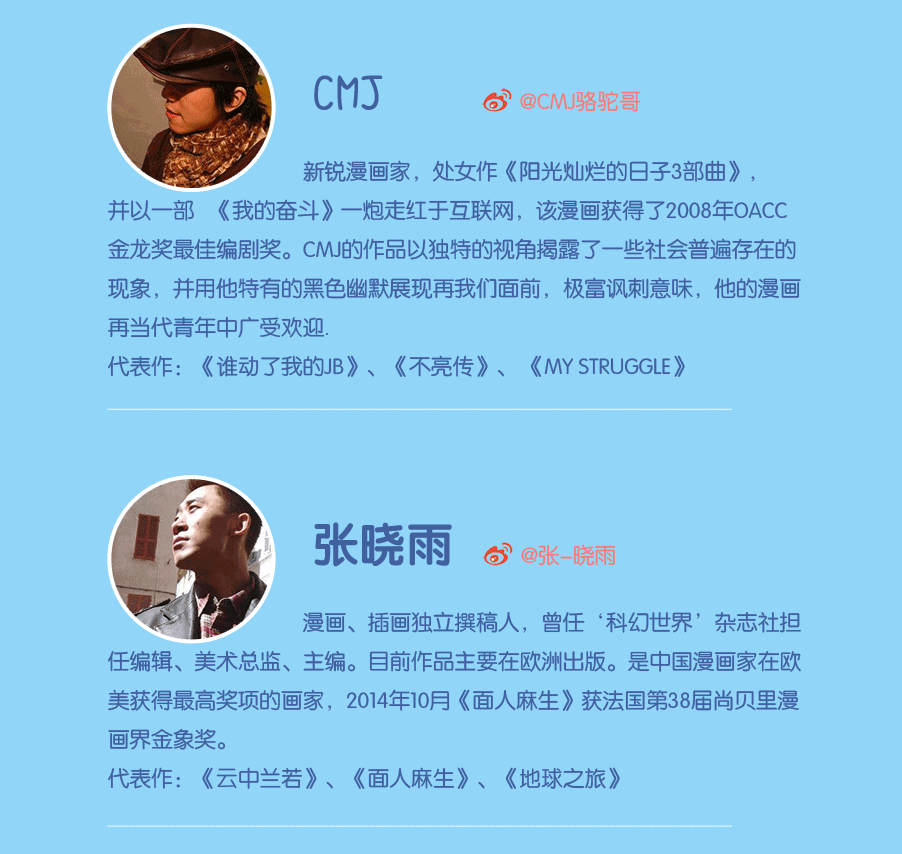 CMJ
@CMJ骆驼哥
新锐漫画家，处女作《阳光灿烂的日子3部曲》，
并以一部 《我的奋斗》一炮走红于互联网，该漫画获得了2008年OACC
金龙奖最佳编剧奖。CMJ的作品以独特的视角揭露了一些社会普遍存在的
现象，并用他特有的黑色幽默展现再我们面前，极富讽刺意味，他的漫画
再当代青年中广受欢迎.
代表作：《谁动了我的JB》、《不亮传》、 《MY STRUGGLE》
张晓雨
@张-晓雨
漫画、插画独立撰稿人，曾任‘科幻世界’杂志社担
任编辑、美术总监、主编。目前作品主要在欧洲出版。是中国漫画家在欧
美获得最高奖项的画家，2014年10月《面人麻生》获法国第38届尚贝里漫
画界金象奖。
代表作：《云中兰若》、《面人麻生》、《地球之旅》